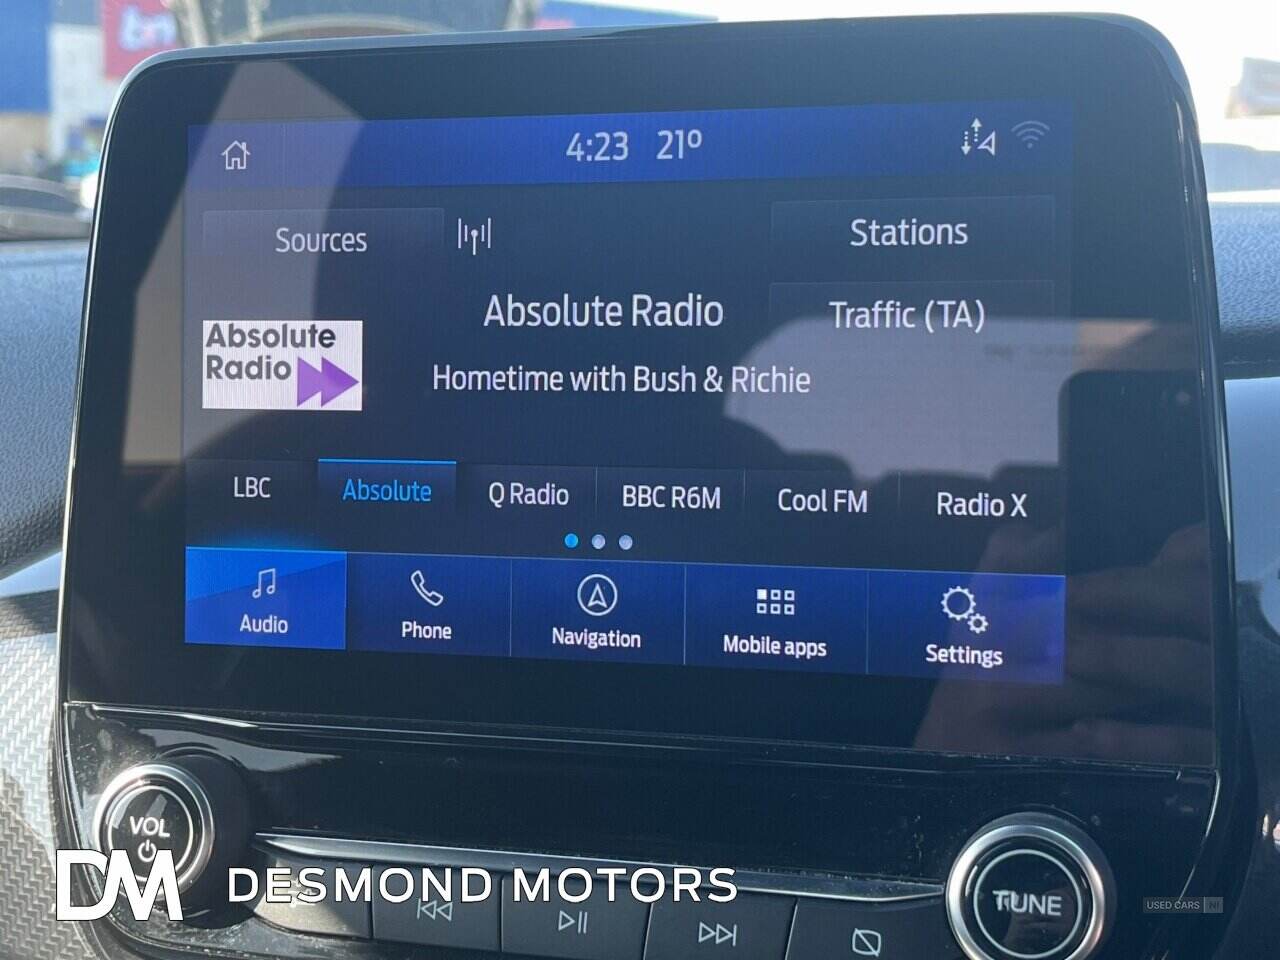 4:23 21º
Sources
Stations
Absolute Radio
Traffic (TA)
Absolute
Radio
Hometime with Bush & Richie
LBC
Absolute
Q Radio
BBC R6M
Cool FM
Radio X
Audio
Phone
Navigation
Mobile apps
Settings
VOL
TUNE
DM DESMOND MOTORS
USED CARS NI